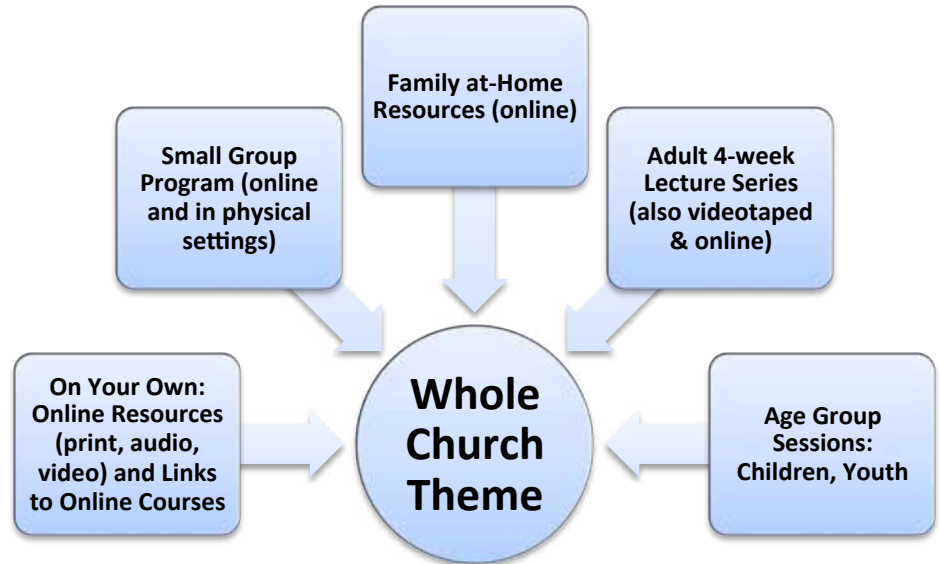 Family at-Home
Resources (online)
Small Group
Program (online
and in physical
settings)
Adult 4-week
Lecture Series
(also videotaped
& online)
On Your Own:
Online Resources
(print, audio,
video) and Links
to Online Courses
Whole
Church
Theme
Age Group
Sessions:
Children, Youth